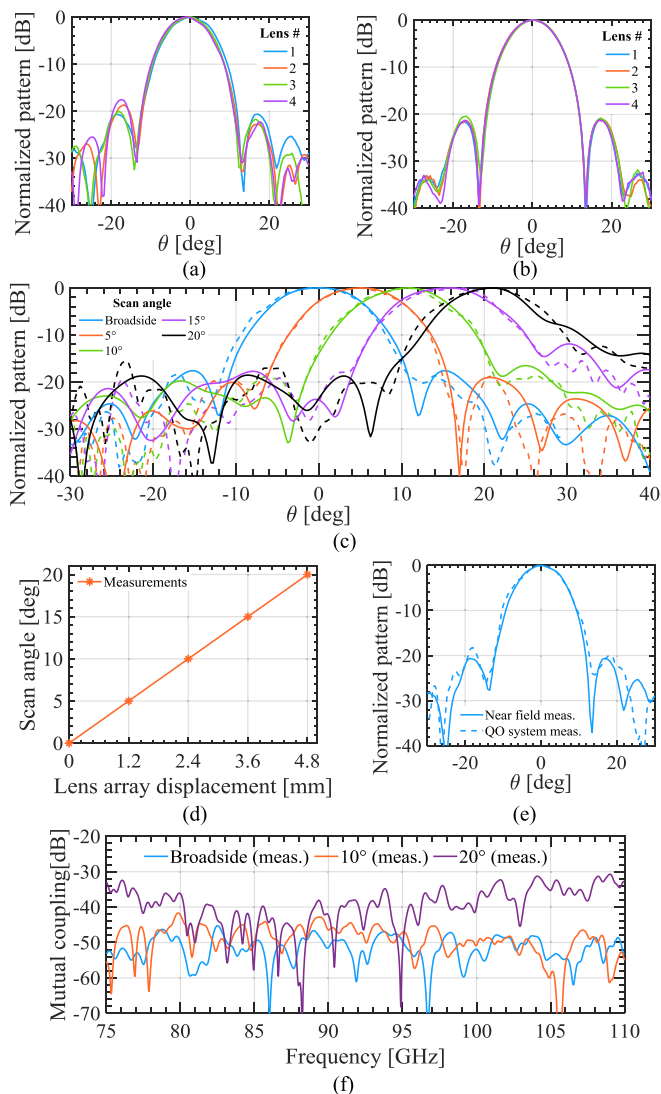 0
-10
-20
-30
-40
Normalized pattern [dB]
Lens #
1
2
3
4
-20
0
20
θ [deg]
(a)
0
-10
-20
-30
-40
Normalized pattern [dB]
Lens #
1
2
3
4
-20
0
20
θ [deg]
(b)
0
-10
-20
-30
-40
Normalized pattern [dB]
Scan angle
Broadside
5°
10°
15°
20°
-30
-20
-10
0
10
20
30
40
θ [deg]
(c)
20
15
10
5
0
Scan angle [deg]
Measurements
0
1.2
2.4
3.6
4.8
Lens array displacement [mm]
(d)
0
-10
-20
-30
-40
Normalized pattern [dB]
Near field meas.
QO system meas.
-20
0
20
θ [deg]
(e)
-20
-30
-40
-50
-60
-70
Mutual coupling[dB]
Broadside (meas.)
10° (meas.)
20° (meas.)
75
80
85
90
95
100
105
110
Frequency [GHz]
(f)